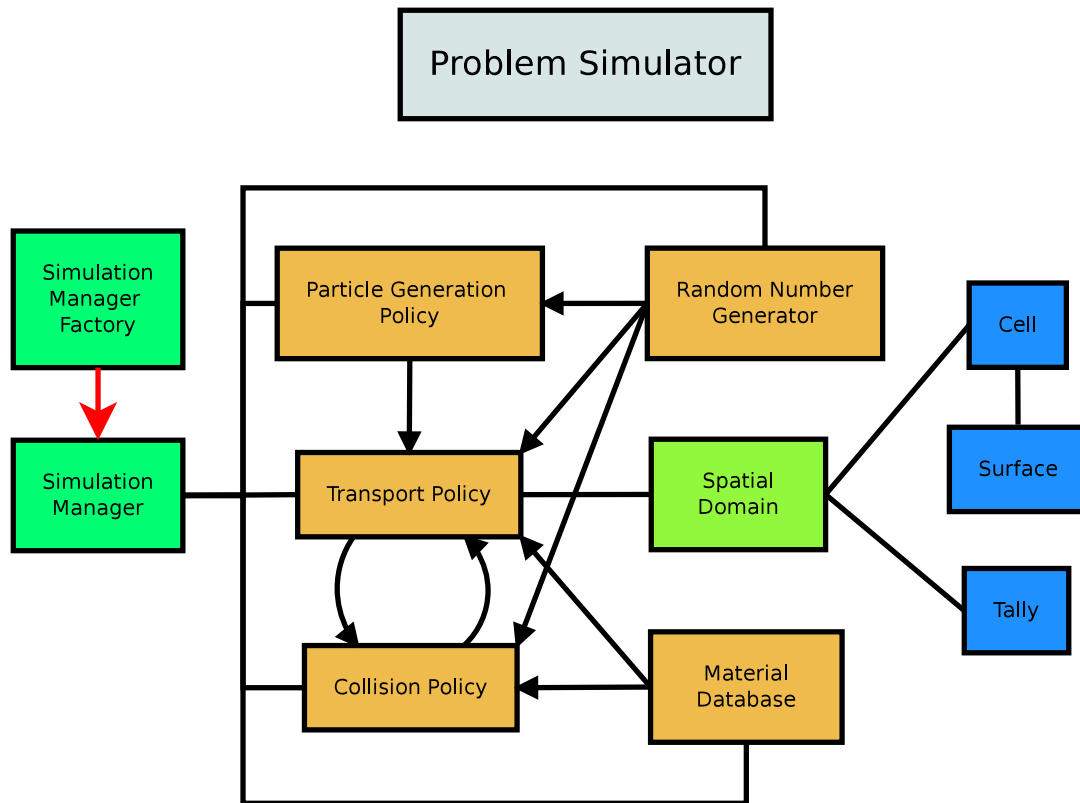 Problem Simulator
Simulation
Manager
Factory
Particle Generation
Policy
Random Number
Generator
Cell
Simulation
Manager
Transport Policy
Spatial
Domain
Surface
Tally
Collision Policy
Material
Database